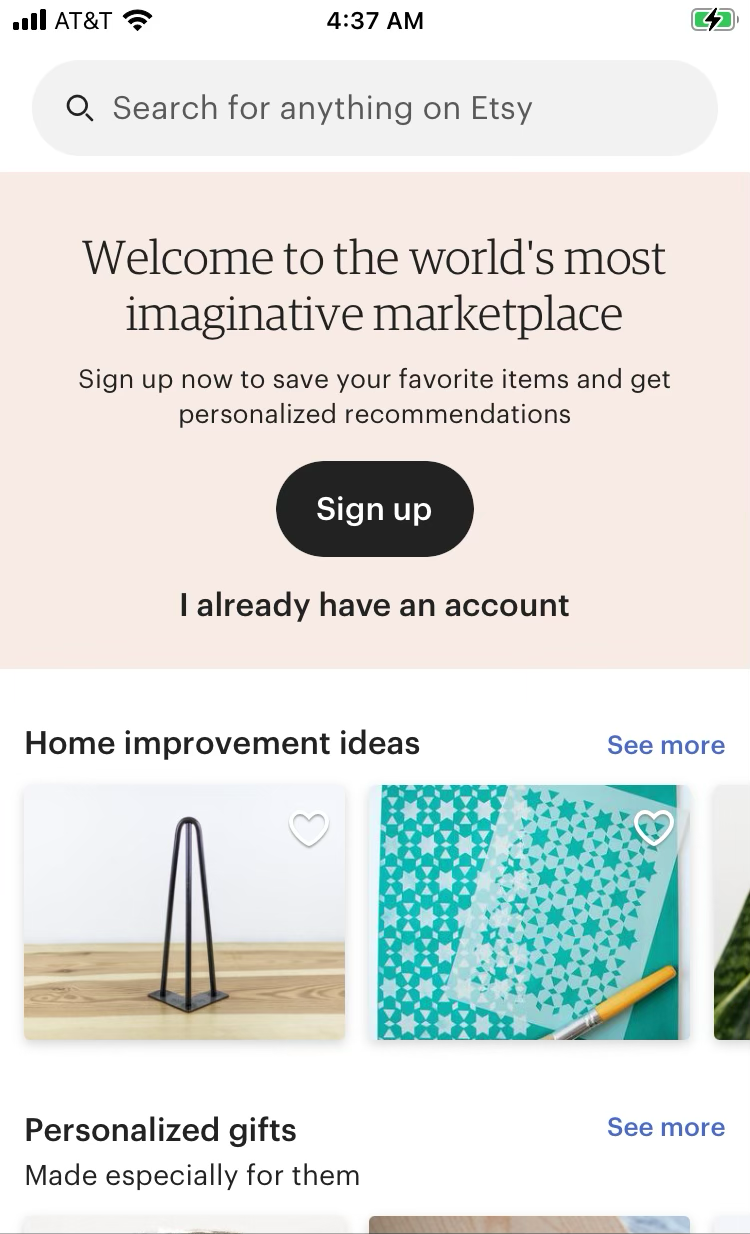 AT&T 4:37 AM
Search for anything on Etsy
Welcome to the world's most
imaginative marketplace
Sign up now to save your favorite items and get
personalized recommendations
Sign up
I already have an account
Home improvement ideas See more
Personalized gifts See more
Made especially for them